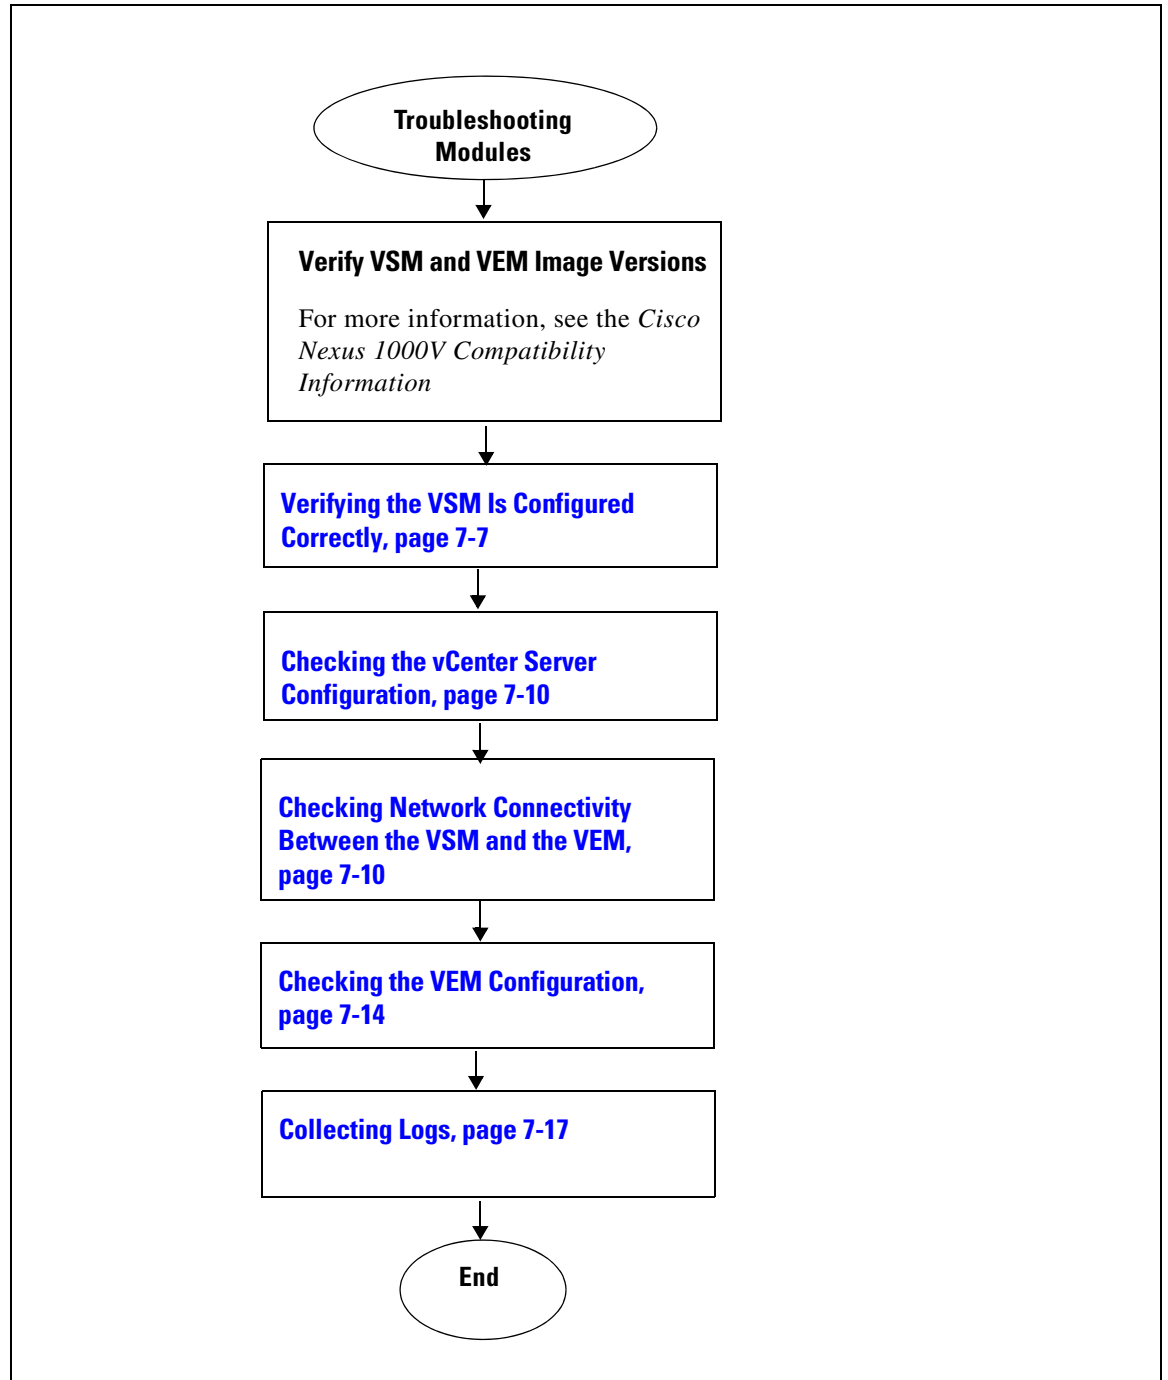 Troubleshooting
Modules
Verify VSM and VEM Image Versions
For more information, see the Cisco
Nexus 1000V Compatibility
Information
Verifying the VSM Is Configured
Correctly, page 7-7
Checking the vCenter Server
Configuration, page 7-10
Checking Network Connectivity
Between the VSM and the VEM,
page 7-10
Checking the VEM Configuration,
page 7-14
Collecting Logs, page 7-17
End